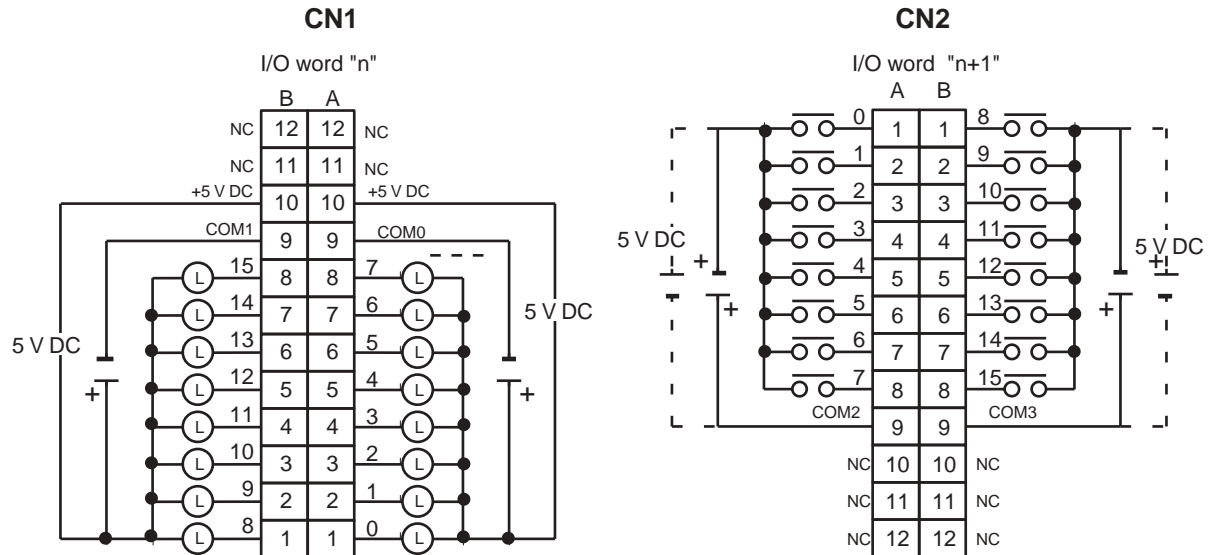 CN1 CN2
I/O word "n" I/O word "n+1"
B A A B
NC 12 12 NC 0 1 1 8
NC 11 11 NC 1 2 2 9
+5 V DC 10 10 +5 V DC 2 3 3 10
COM1 9 9 COM0 3 4 4 11
5 V DC + 5 V DC +
15 8 8 7 4 5 5 12
L L
14 7 7 6 5 6 6 13
L L + +
5 V DC 5 V DC
13 6 6 5 6 7 7 14
L L
12 5 5 4 7 8 8 15
L L
+ +
11 4 4 3 COM2 9 9 COM3
L L
10 3 3 2 NC 10 10 NC
L L
9 2 2 1 NC 11 11 NC
L L
8 1 1 0 NC 12 12 NC
L L